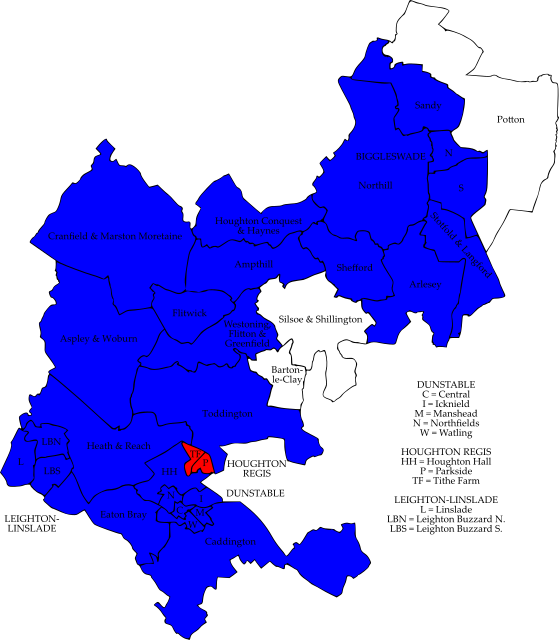 Sandy
Potton
BIGGLESWADE
N
S
Northill
Houghton Conquest
& Haynes
Cranfield & Marston Moretaine
Stotfold & Langford
Ampthill
Shefford
Arlesey
Flitwick
Silsoe & Shillington
Westoning,
Flitton &
Greenfield
Aspley & Woburn
Barton-
le-Clay
Toddington
L
LBN
LBS
Heath & Reach
HH
TF
P
HOUGHTON
REGIS
DUNSTABLE
N
I
M
W
LEIGHTON-
LINSLADE
Eaton Bray
Caddington
DUNSTABLE
C = Central
I = Icknield
M = Manshead
N = Northfields
W = Watling
HOUGHTON REGIS
HH = Houghton Hall
P = Parkside
TF = Tithe Farm
LEIGHTON-LINSLADE
L = Linslade
LBN = Leighton Buzzard N.
LBS = Leighton Buzzard S.